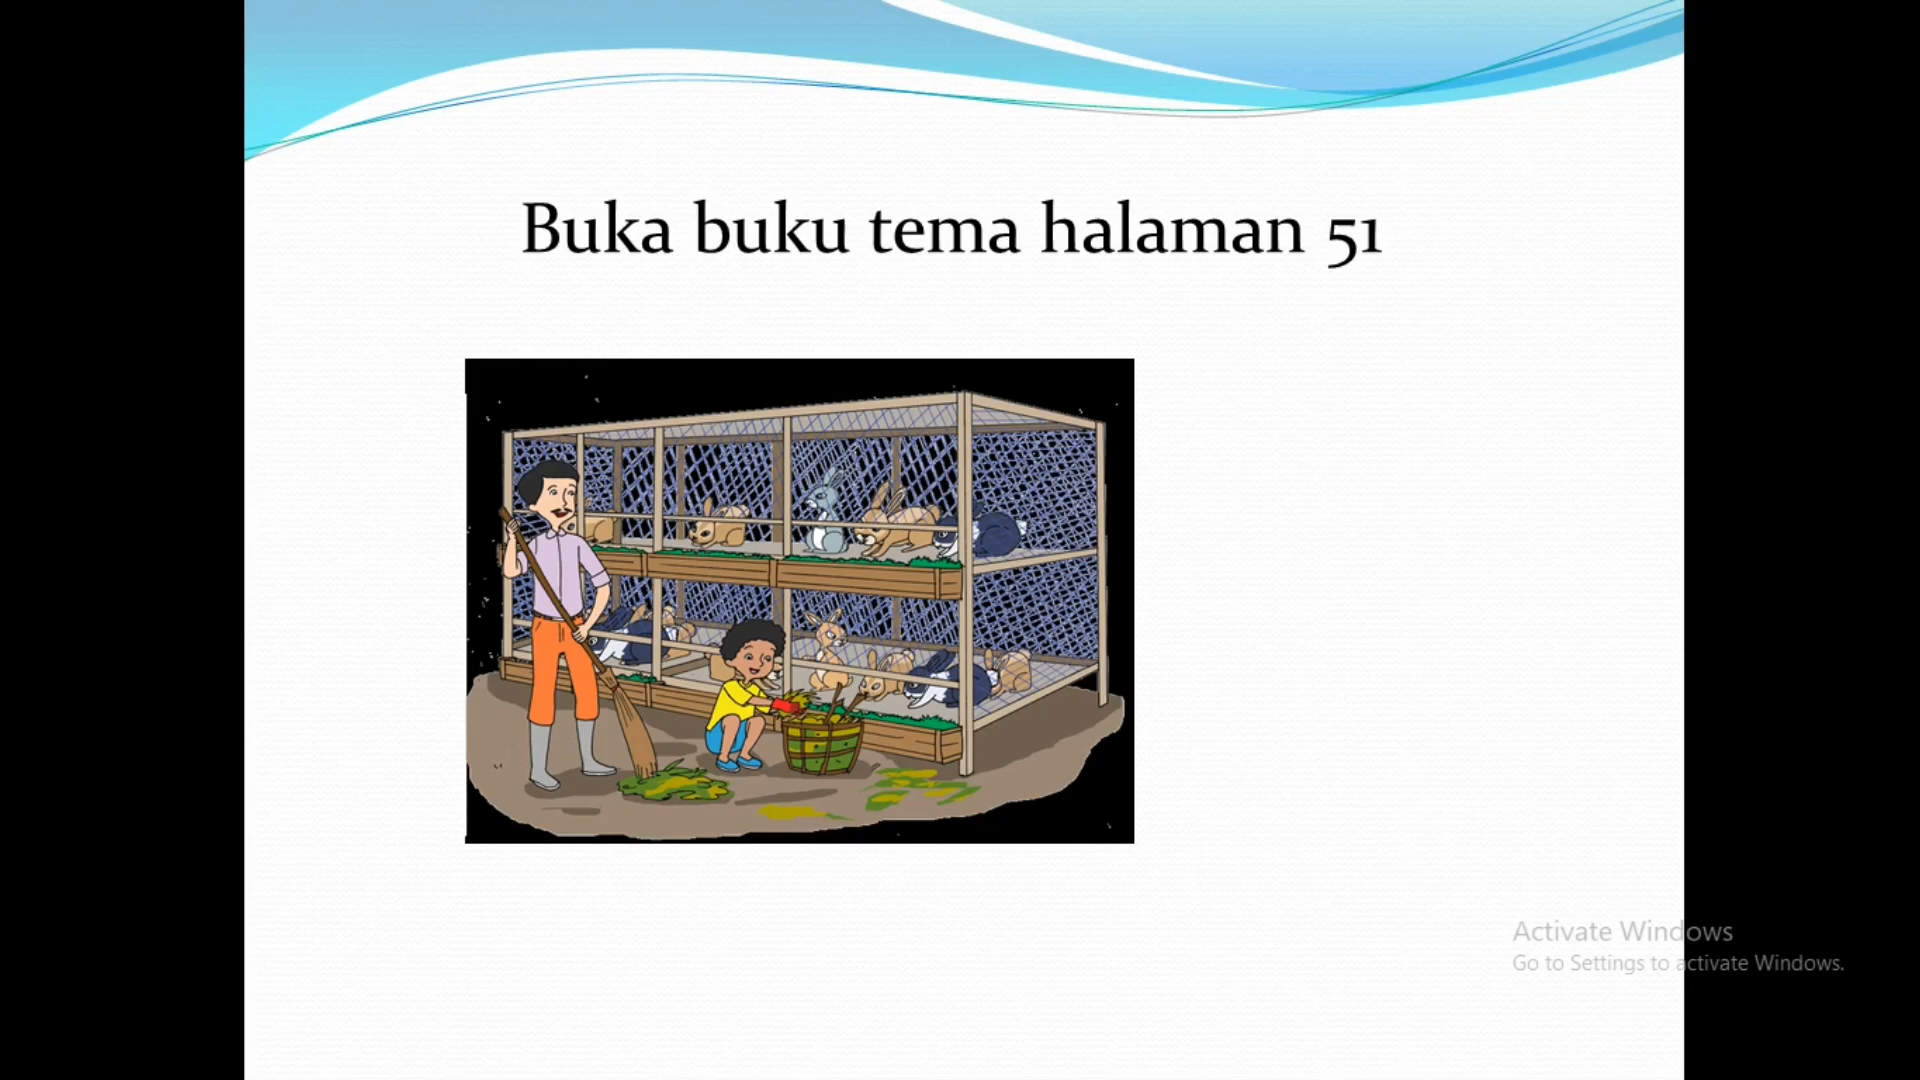 Buka buku tema halaman 51
Activate Windows
Go to Settings to activate Windows.